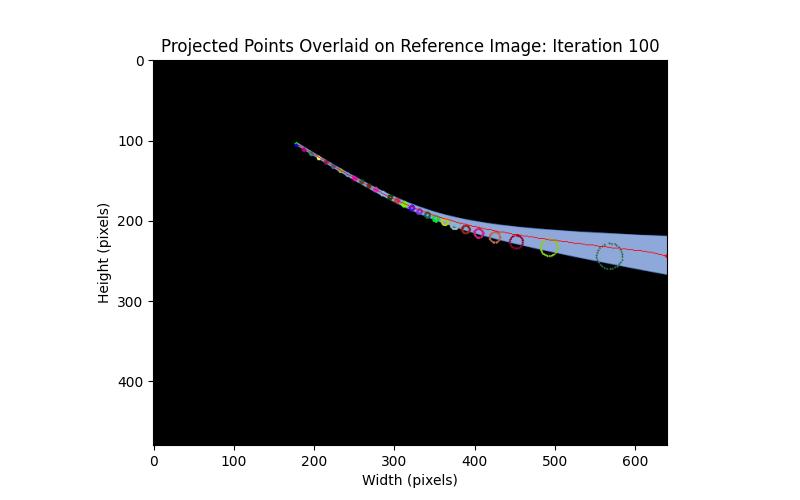 Projected Points Overlaid on Reference Image: Iteration 100
0
100
200
300
400
Height (pixels)
0 100 200 300 400 500 600
Width (pixels)